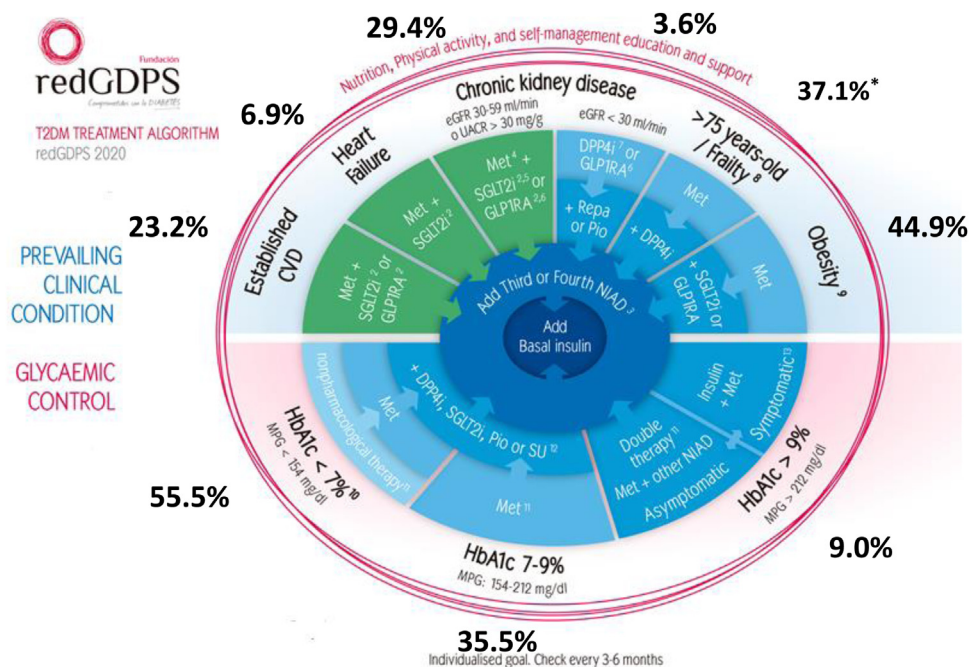 Fundación
redGDPS
Comprometidos con la DIABETES
T2DM TREATMENT ALGORITHM
redGDPS 2020
29.4%
3.6%
Nutrition, Physical activity, and self-management education and support
6.9%
37.1%*
23.2%
44.9%
PREVAILING
CLINICAL
CONDITION
GLYCAEMIC
CONTROL
Established
CVD
Heart
Failure
Chronic kidney disease
eGFR 30-59 ml/min
o UACR > 30 mg/g
eGFR < 30 ml/min
>75 years-old
/ Frailty 8
Obesity 9
Met +
SGLT2i 2 or
GLP1RA 2
Met +
SGLT2i 2
Met 4 +
SGLT2i 2,5 or
GLP1RA 2,6
DPP4i 7 or
GLP1RA 6
+ Repa
or Pio
Met
+ DPP4i
Met
+ SGLT2i or
GLP1RA
Add Third or Fourth NIAD 3
Add
Basal insulin
nonpharmacological therapy 11
Met
+ DPP4i, SGLT2i, Pio or SU 12
Met 11
Double
therapy 11
Met + other NIAD
Asymptomatic
Insulin
+ Met
Symptomatic 13
HbA1c < 7% 10
MPG < 154 mg/dl
HbA1c 7-9%
MPG: 154-212 mg/dl
HbA1c > 9%
MPG > 212 mg/dl
55.5%
9.0%
35.5%
Individualised goal. Check every 3-6 months